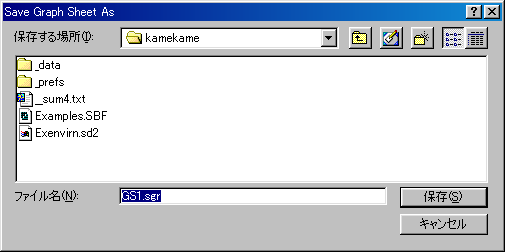 Save Graph Sheet As
保存する場所(I):
kamekame
_data
_prefs
__sum4.txt
Examples.SBF
Exenvirn.sd2
ファイル名(N):
GS1.sgr
保存(S)
キャンセル